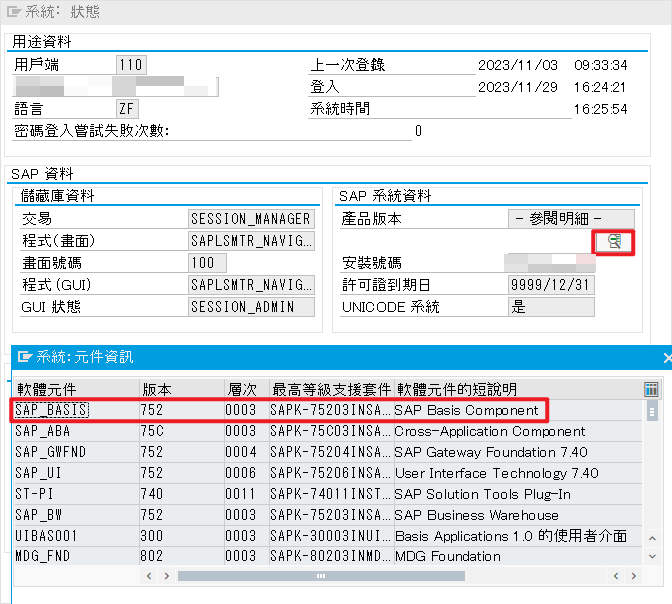 系統: 狀態
用途資料
用戶端 110 上一次登錄 2023/11/03 09:33:34
登入 2023/11/29 16:24:21
語言 ZF 系統時間 16:25:54
密碼登入嘗試失敗次數: 0
SAP 資料
儲藏庫資料 SAP 系統資料
交易 SESSION_MANAGER 產品版本 - 參閱明細 -
程式(畫面) SAPLSMTR_NAVIG...
畫面號碼 100 安裝號碼
程式 (GUI) SAPLSMTR_NAVIG... 許可證到期日 9999/12/31
GUI 狀態 SESSION_ADMIN UNICODE 系統 是
系統:元件資訊
軟體元件 版本 層次 最高等級支援套件 軟體元件的短說明
SAP_BASIS 752 0003 SAPK-75203INSA... SAP Basis Component
SAP_ABA 75C 0003 SAPK-75C03INSA... Cross-Application Component
SAP_GWFND 752 0004 SAPK-75204INSA... SAP Gateway Foundation 7.40
SAP_UI 752 0006 SAPK-75206INSA... User Interface Technology 7.40
ST-PI 740 0011 SAPK-74011INST... SAP Solution Tools Plug-In
SAP_BW 752 0003 SAPK-75203INSA... SAP Business Warehouse
UIBAS001 300 0003 SAPK-30003INUI... Basis Applications 1.0 的使用者介面
MDG_FND 802 0003 SAPK-80203INMD... MDG Foundation